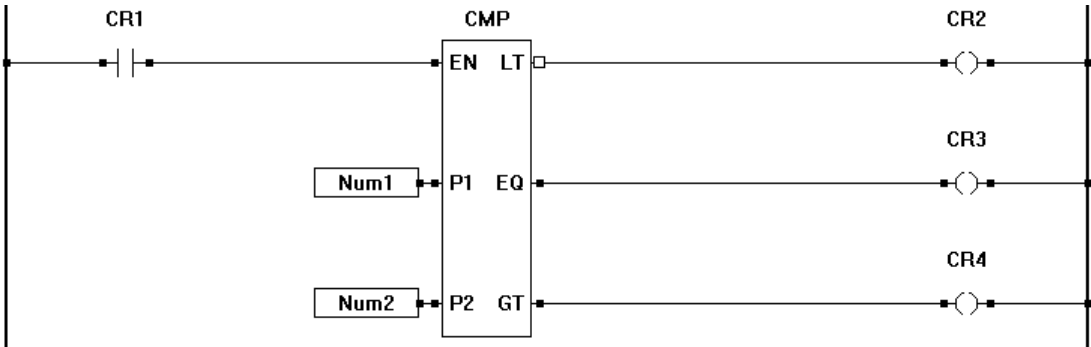 CR1 CMP CR2
EN LT
CR3
Num1 P1 EQ
CR4
Num2 P2 GT